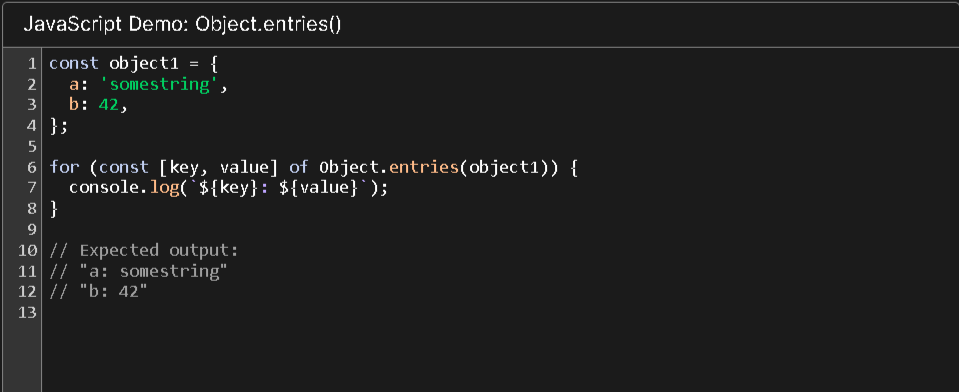 JavaScript Demo: Object.entries()
1 const object1 = {
2   a: 'somestring',
3   b: 42,
4 };
5
6 for (const [key, value] of Object.entries(object1)) {
7   console.log(`${key}: ${value}`);
8 }
9
10 // Expected output:
11 // "a: somestring"
12 // "b: 42"
13